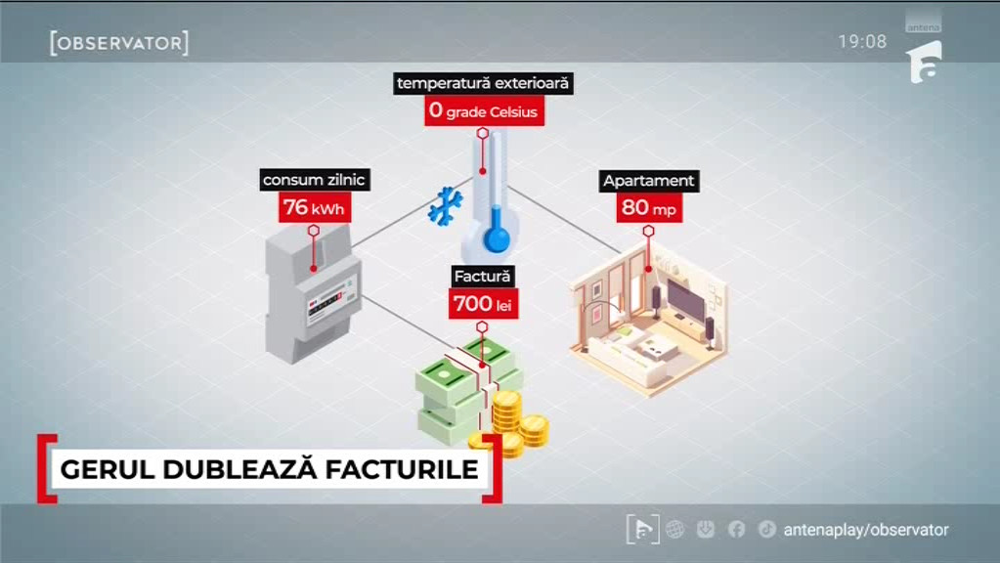 [OBSERVATOR]
19:08
antena
a
temperatură exterioară
0 grade Celsius
consum zilnic
76 kWh
Apartament
80 mp
Factură
700 lei
GERUL DUBLEAZĂ FACTURILE
antenaplay/observator